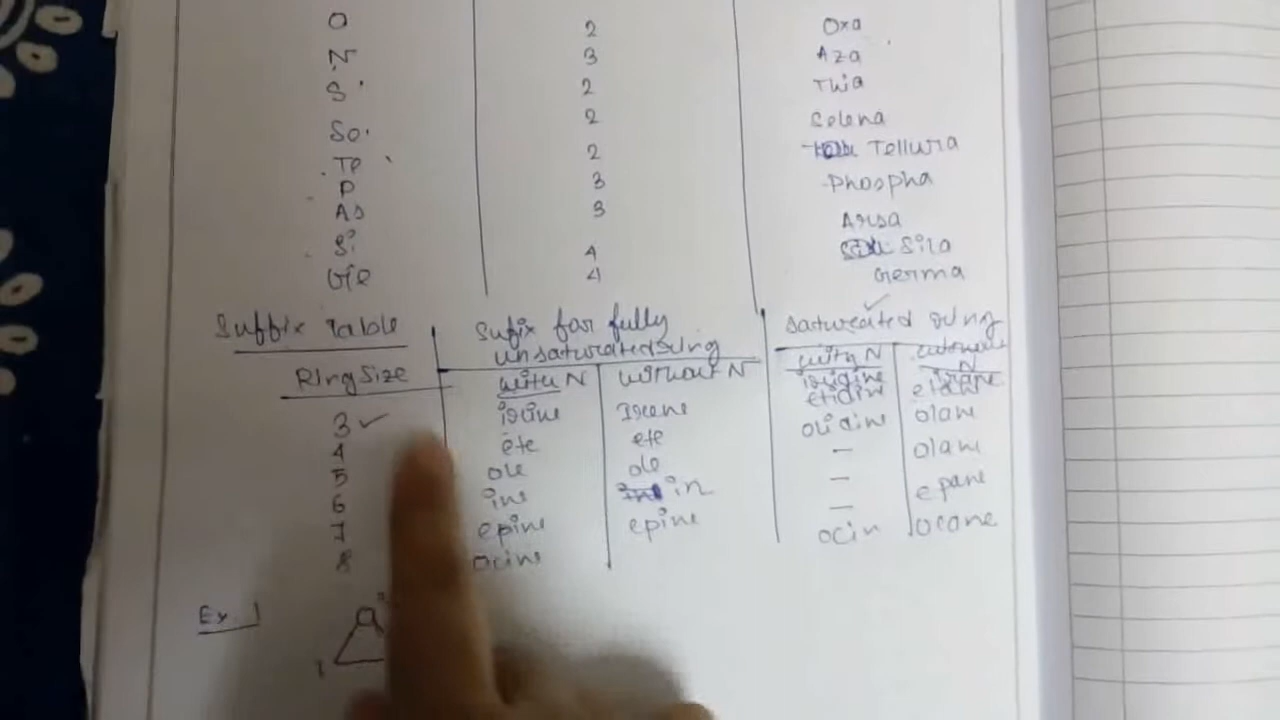 O 2 Oxa
N 3 Aza
S 2 Thia
Se 2 Selena
Te 2 Tellura
P 3 Phospha
As 3 Arsa
Si 4 Sila
Ge 4 Germa
Suffix Table Sufix for fully unsaturated ring saturated ring
Ring Size with N without N with N
iridine
etidine etane
3 irine irene olidine olane
4 ete ete — olane
5 ole ole — epane
6 ine in —
7 epine epine ocin ocane
8 ocine
Ex. 1
1